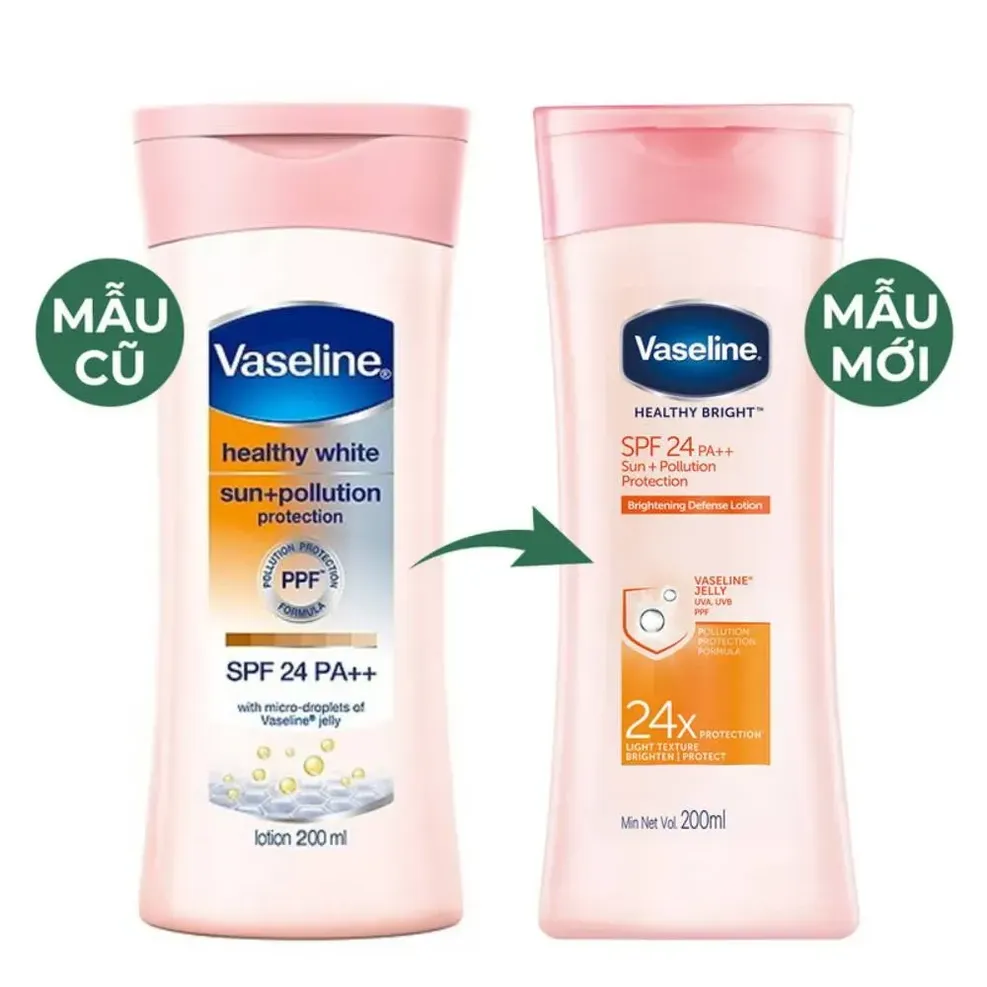 MẪU
CŨ
Vaseline®
healthy white
sun+pollution
protection
POLLUTION PROTECTION
PPF™
FORMULA
SPF 24 PA++
with micro-droplets of
Vaseline® jelly
lotion 200 ml
MẪU
MỚI
Vaseline.
HEALTHY BRIGHT™
SPF 24 PA++
Sun + Pollution
Protection
Brightening Defense Lotion
VASELINE®
JELLY
UVA, UVB
PPF
POLLUTION
PROTECTION
FORMULA
24x PROTECTION
LIGHT TEXTURE
BRIGHTEN | PROTECT
Min Net Vol. 200ml